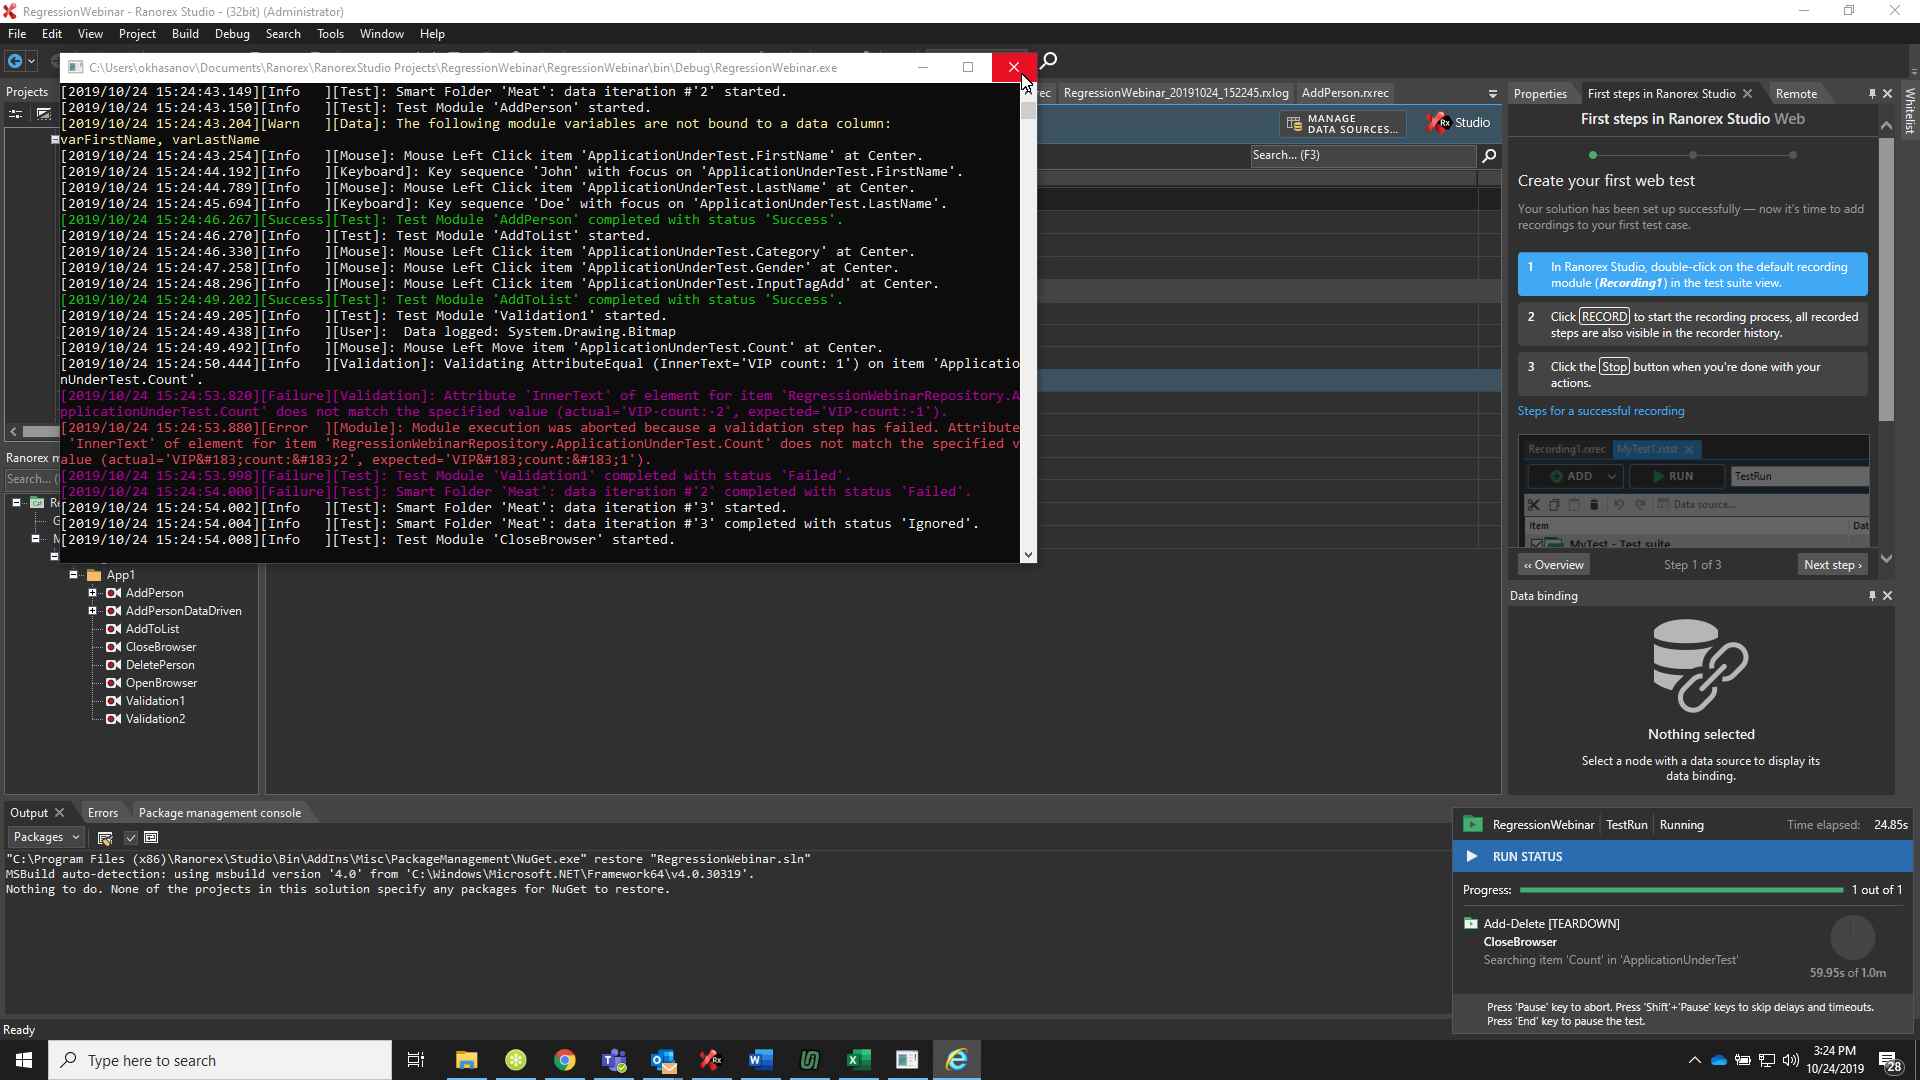 RegressionWebinar - Ranorex Studio - (32bit) (Administrator)
File Edit View Project Build Debug Search Tools Window Help
C:\Users\okhasanov\Documents\Ranorex\RanorexStudio Projects\RegressionWebinar\RegressionWebinar\bin\Debug\RegressionWebinar.exe
[2019/10/24 15:24:43.149][Info   ][Test]: Smart Folder 'Meat': data iteration #'2' started.
[2019/10/24 15:24:43.150][Info   ][Test]: Test Module 'AddPerson' started.
[2019/10/24 15:24:43.204][Warn   ][Data]: The following module variables are not bound to a data column:
varFirstName, varLastName
[2019/10/24 15:24:43.254][Info   ][Mouse]: Mouse Left Click item 'ApplicationUnderTest.FirstName' at Center.
[2019/10/24 15:24:44.192][Info   ][Keyboard]: Key sequence 'John' with focus on 'ApplicationUnderTest.FirstName'.
[2019/10/24 15:24:44.789][Info   ][Mouse]: Mouse Left Click item 'ApplicationUnderTest.LastName' at Center.
[2019/10/24 15:24:45.694][Info   ][Keyboard]: Key sequence 'Doe' with focus on 'ApplicationUnderTest.LastName'.
[2019/10/24 15:24:46.267][Success][Test]: Test Module 'AddPerson' completed with status 'Success'.
[2019/10/24 15:24:46.270][Info   ][Test]: Test Module 'AddToList' started.
[2019/10/24 15:24:46.330][Info   ][Mouse]: Mouse Left Click item 'ApplicationUnderTest.Category' at Center.
[2019/10/24 15:24:47.258][Info   ][Mouse]: Mouse Left Click item 'ApplicationUnderTest.Gender' at Center.
[2019/10/24 15:24:48.296][Info   ][Mouse]: Mouse Left Click item 'ApplicationUnderTest.InputTagAdd' at Center.
[2019/10/24 15:24:49.202][Success][Test]: Test Module 'AddToList' completed with status 'Success'.
[2019/10/24 15:24:49.205][Info   ][Test]: Test Module 'Validation1' started.
[2019/10/24 15:24:49.438][Info   ][User]:  Data logged: System.Drawing.Bitmap
[2019/10/24 15:24:49.492][Info   ][Mouse]: Mouse Left Move item 'ApplicationUnderTest.Count' at Center.
[2019/10/24 15:24:50.444][Info   ][Validation]: Validating AttributeEqual (InnerText='VIP count: 1') on item 'Applicatio
nUnderTest.Count'.
[2019/10/24 15:24:53.820][Failure][Validation]: Attribute 'InnerText' of element for item 'RegressionWebinarRepository.A
pplicationUnderTest.Count' does not match the specified value (actual='VIP·count:·2', expected='VIP·count:·1').
[2019/10/24 15:24:53.880][Error  ][Module]: Module execution was aborted because a validation step has failed. Attribute
 'InnerText' of element for item 'RegressionWebinarRepository.ApplicationUnderTest.Count' does not match the specified v
alue (actual='VIP&#183;count:&#183;2', expected='VIP&#183;count:&#183;1').
[2019/10/24 15:24:53.998][Failure][Test]: Test Module 'Validation1' completed with status 'Failed'.
[2019/10/24 15:24:54.000][Failure][Test]: Smart Folder 'Meat': data iteration #'2' completed with status 'Failed'.
[2019/10/24 15:24:54.002][Info   ][Test]: Smart Folder 'Meat': data iteration #'3' started.
[2019/10/24 15:24:54.004][Info   ][Test]: Smart Folder 'Meat': data iteration #'3' completed with status 'Ignored'.
[2019/10/24 15:24:54.008][Info   ][Test]: Test Module 'CloseBrowser' started.
Projects
Ranorex m
Search...
Re
App1
AddPerson
AddPersonDataDriven
AddToList
CloseBrowser
DeletePerson
OpenBrowser
Validation1
Validation2
rec RegressionWebinar_20191024_152245.rxlog AddPerson.rxrec
MANAGE
DATA SOURCES...
Rx Studio
Search... (F3)
Properties First steps in Ranorex Studio Remote
Whitelist
First steps in Ranorex Studio Web
Create your first web test
Your solution has been set up successfully — now it's time to add
recordings to your first test case.
1 In Ranorex Studio, double-click on the default recording
module (Recording1) in the test suite view.
2 Click RECORD to start the recording process, all recorded
steps are also visible in the recorder history.
3 Click the Stop button when you're done with your
actions.
Steps for a successful recording
Recording1.rxrec MyTest1.rxtst
ADD RUN TestRun
Data source...
Item Dat
MyTest - Test suite
‹‹ Overview Step 1 of 3 Next step ›
Data binding
Nothing selected
Select a node with a data source to display its
data binding.
Output Errors Package management console
Packages
"C:\Program Files (x86)\Ranorex\Studio\Bin\AddIns\Misc\PackageManagement\NuGet.exe" restore "RegressionWebinar.sln"
MSBuild auto-detection: using msbuild version '4.0' from 'C:\Windows\Microsoft.NET\Framework64\v4.0.30319'.
Nothing to do. None of the projects in this solution specify any packages for NuGet to restore.
RegressionWebinar TestRun Running Time elapsed: 24.85s
RUN STATUS
Progress: 1 out of 1
Add-Delete [TEARDOWN]
CloseBrowser
Searching item 'Count' in 'ApplicationUnderTest'
59.95s of 1.0m
Press 'Pause' key to abort. Press 'Shift'+'Pause' keys to skip delays and timeouts.
Press 'End' key to pause the test.
Ready
Type here to search
3:24 PM
10/24/2019
28